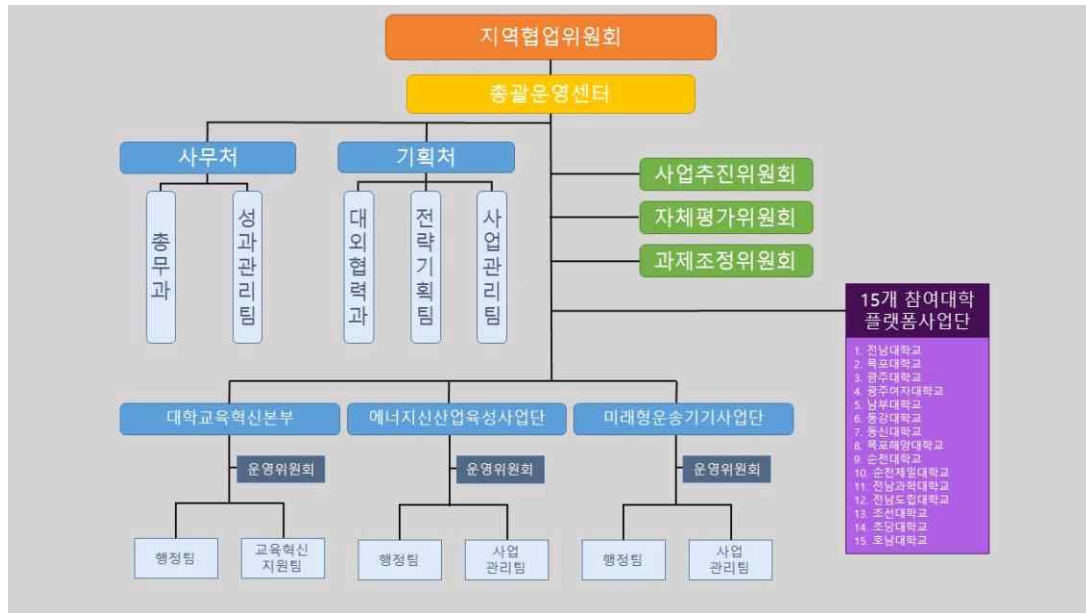 지역협업위원회
총괄운영센터
사무처
기획처
총무과
성과관리팀
대외협력과
전략기획팀
사업관리팀
사업추진위원회
자체평가위원회
과제조정위원회
15개 참여대학
플랫폼사업단
1. 전남대학교
2. 목포대학교
3. 광주대학교
4. 광주여자대학교
5. 남부대학교
6. 동강대학교
7. 동신대학교
8. 목포해양대학교
9. 순천대학교
10. 순천제일대학교
11. 전남과학대학교
12. 전남도립대학교
13. 조선대학교
14. 초당대학교
15. 호남대학교
대학교육혁신본부
에너지신산업육성사업단
미래형운송기기사업단
운영위원회
운영위원회
운영위원회
행정팀
교육혁신
지원팀
행정팀
사업
관리팀
행정팀
사업
관리팀